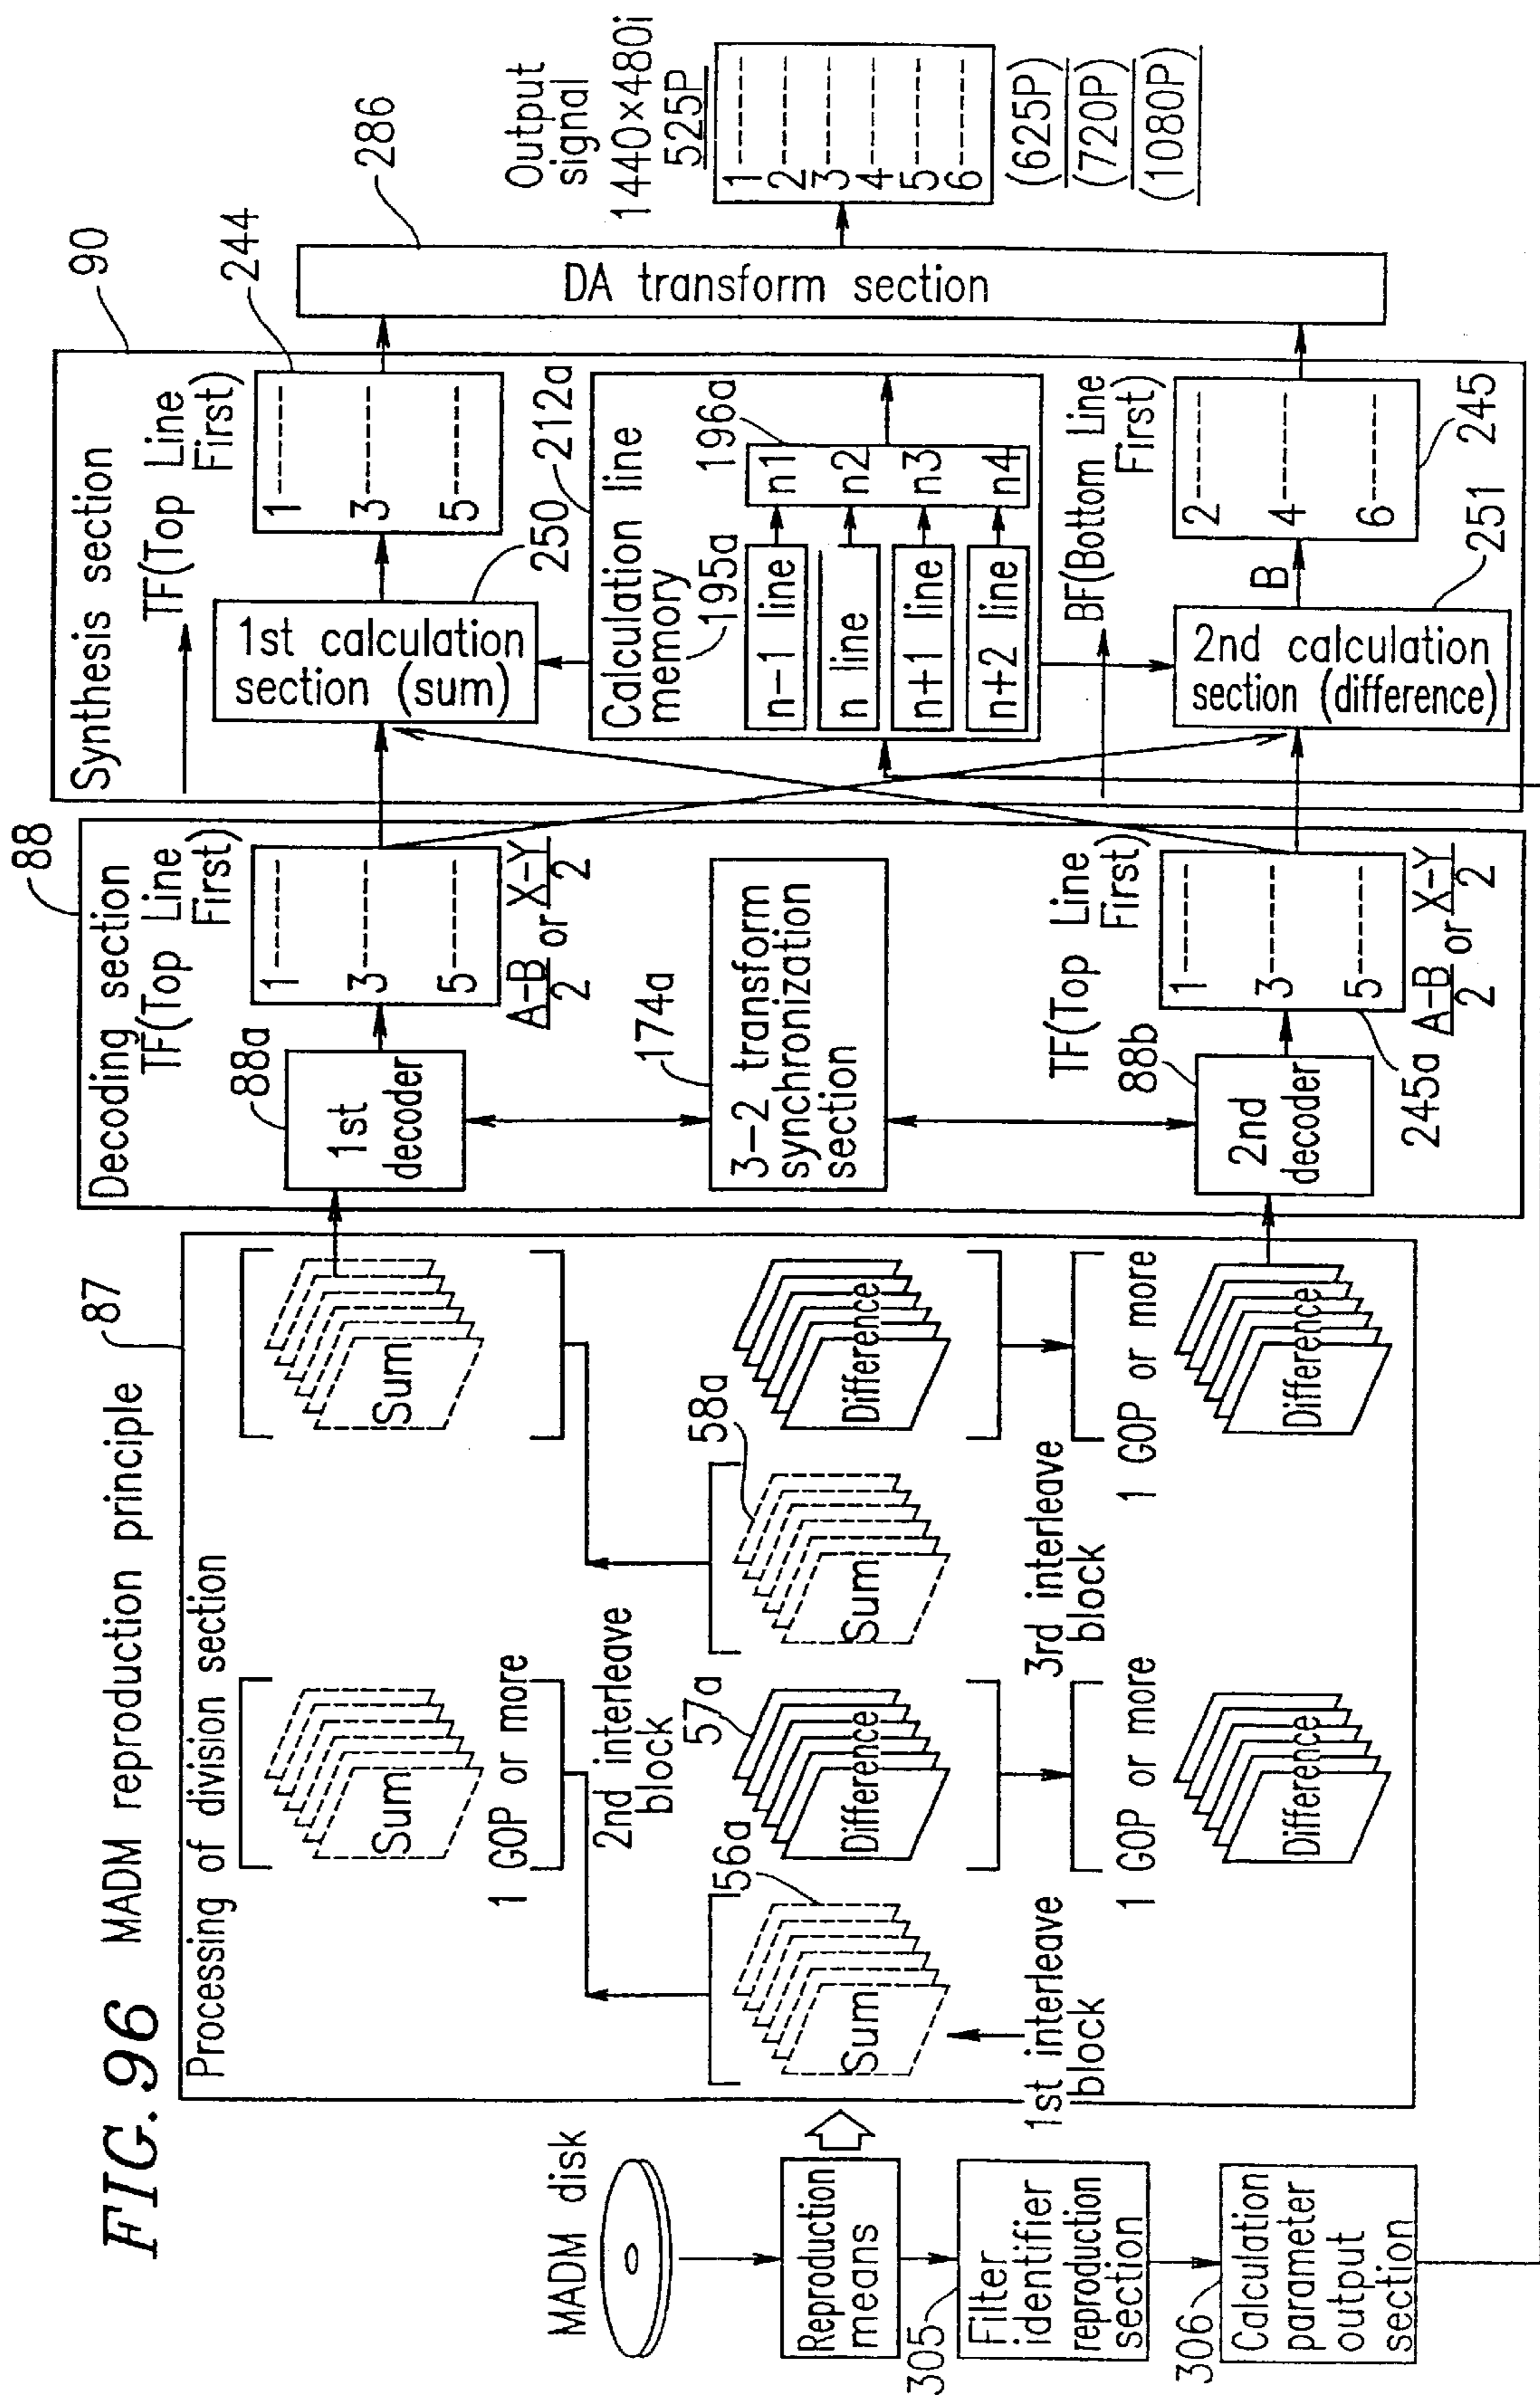 FIG. 96 MADM reproduction principle
87
88
90
286
MADM disk
Reproduction
means
305
Filter
identifier
reproduction
section
306
Calculation
parameter
output
section
Processing of division section
Sum
1 GOP or more
Sum
2nd interleave
block
156a
57a
58a
Sum
Difference
Sum
Difference
1st interleave
block
3rd interleave
block
1 GOP or more
1 GOP or more
Difference
Difference
Decoding section
TF(Top Line
First)
88a
1st
decoder
1-----
3-----
5-----
A-B/2 or X-Y/2
174a
3-2 transform
synchronization
section
TF(Top Line
First)
88b
2nd
decoder
1-----
3-----
5-----
245a
A-B/2 or X-Y/2
Synthesis section
TF(Top Line
First)
244
1st calculation
section (sum)
250
1-----
3-----
5-----
212a
Calculation line
memory
195a
196a
n-1 line
n line
n+1 line
n+2 line
n1
n2
n3
n4
BF(Bottom Line
First)
2nd calculation
section (difference)
251
B
2-----
4-----
6-----
245
DA transform section
Output
signal
1440×480i
525P
1-----
2-----
3-----
4-----
5-----
6-----
(625P)
(720P)
(1080P)